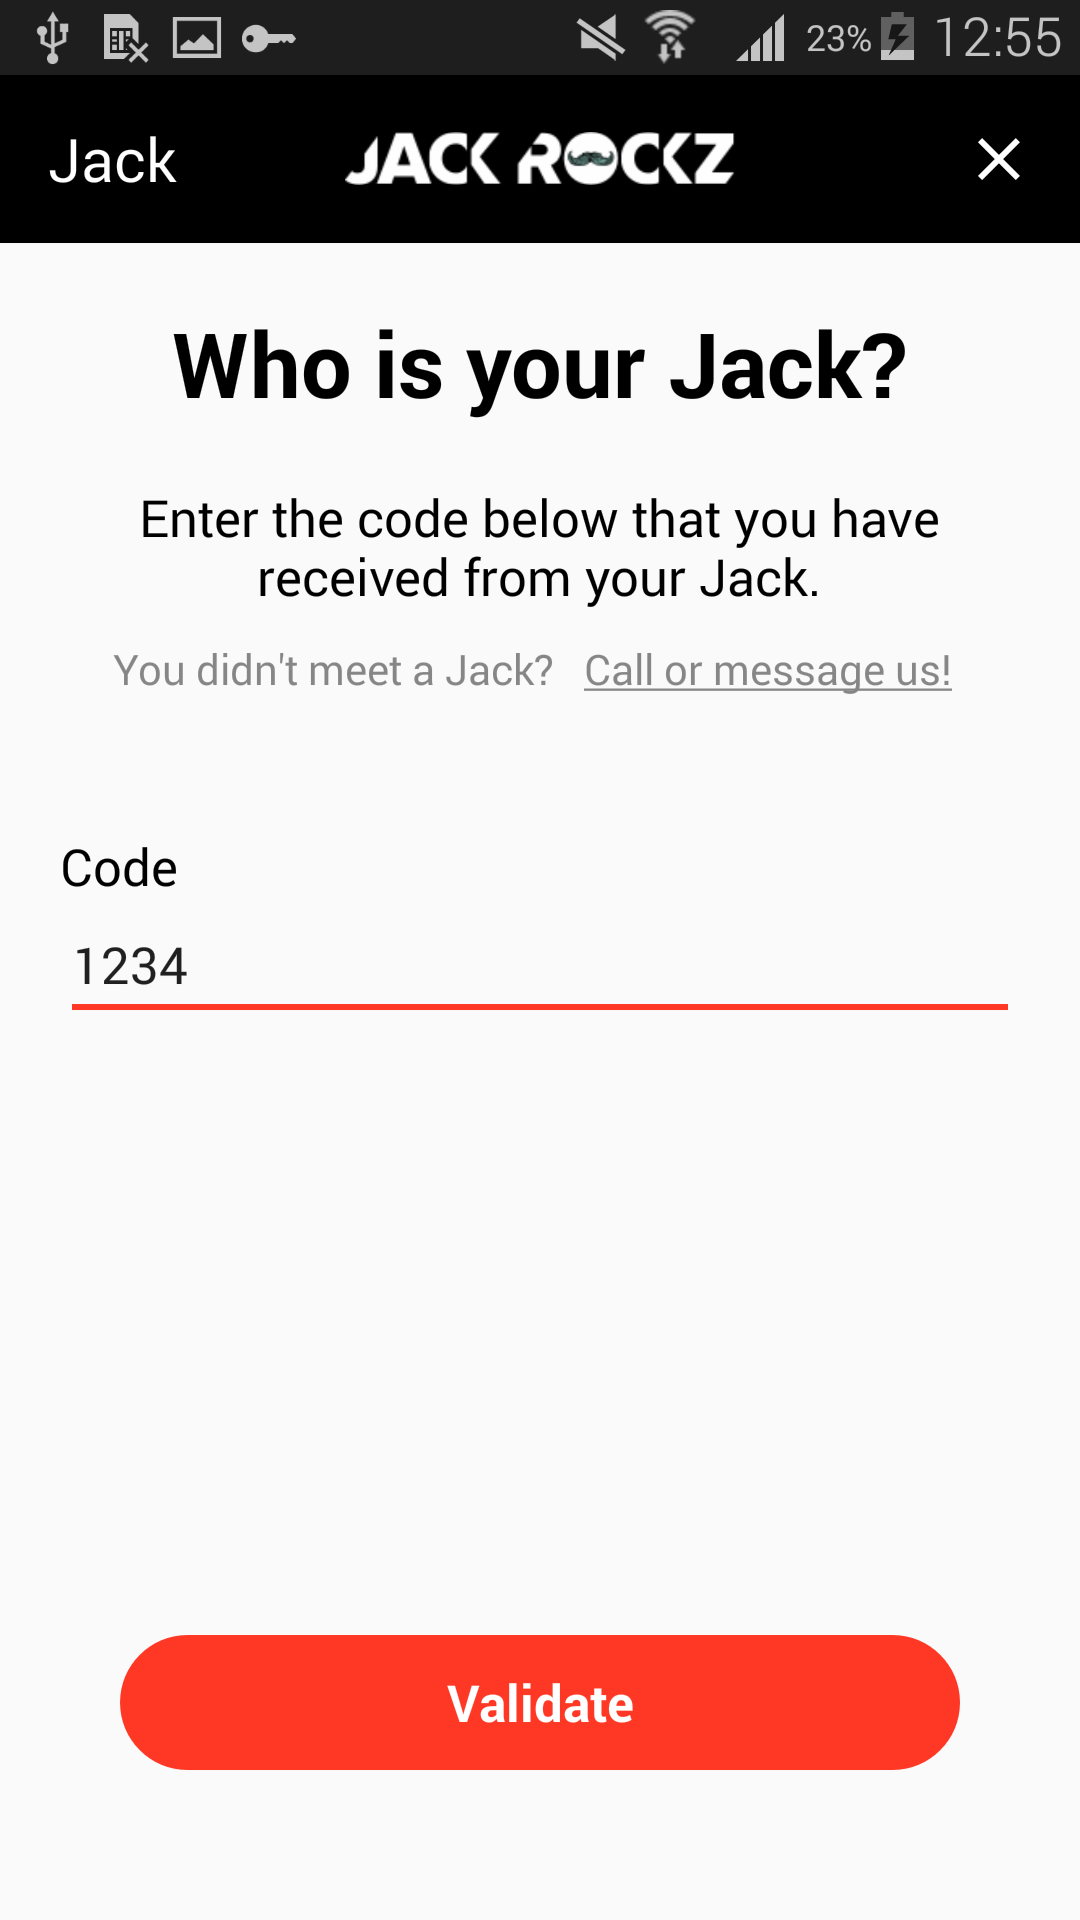 23% 12:55
Jack JACK ROCKZ
Who is your Jack?
Enter the code below that you have
received from your Jack.
You didn't meet a Jack? Call or message us!
Code
1234
Validate